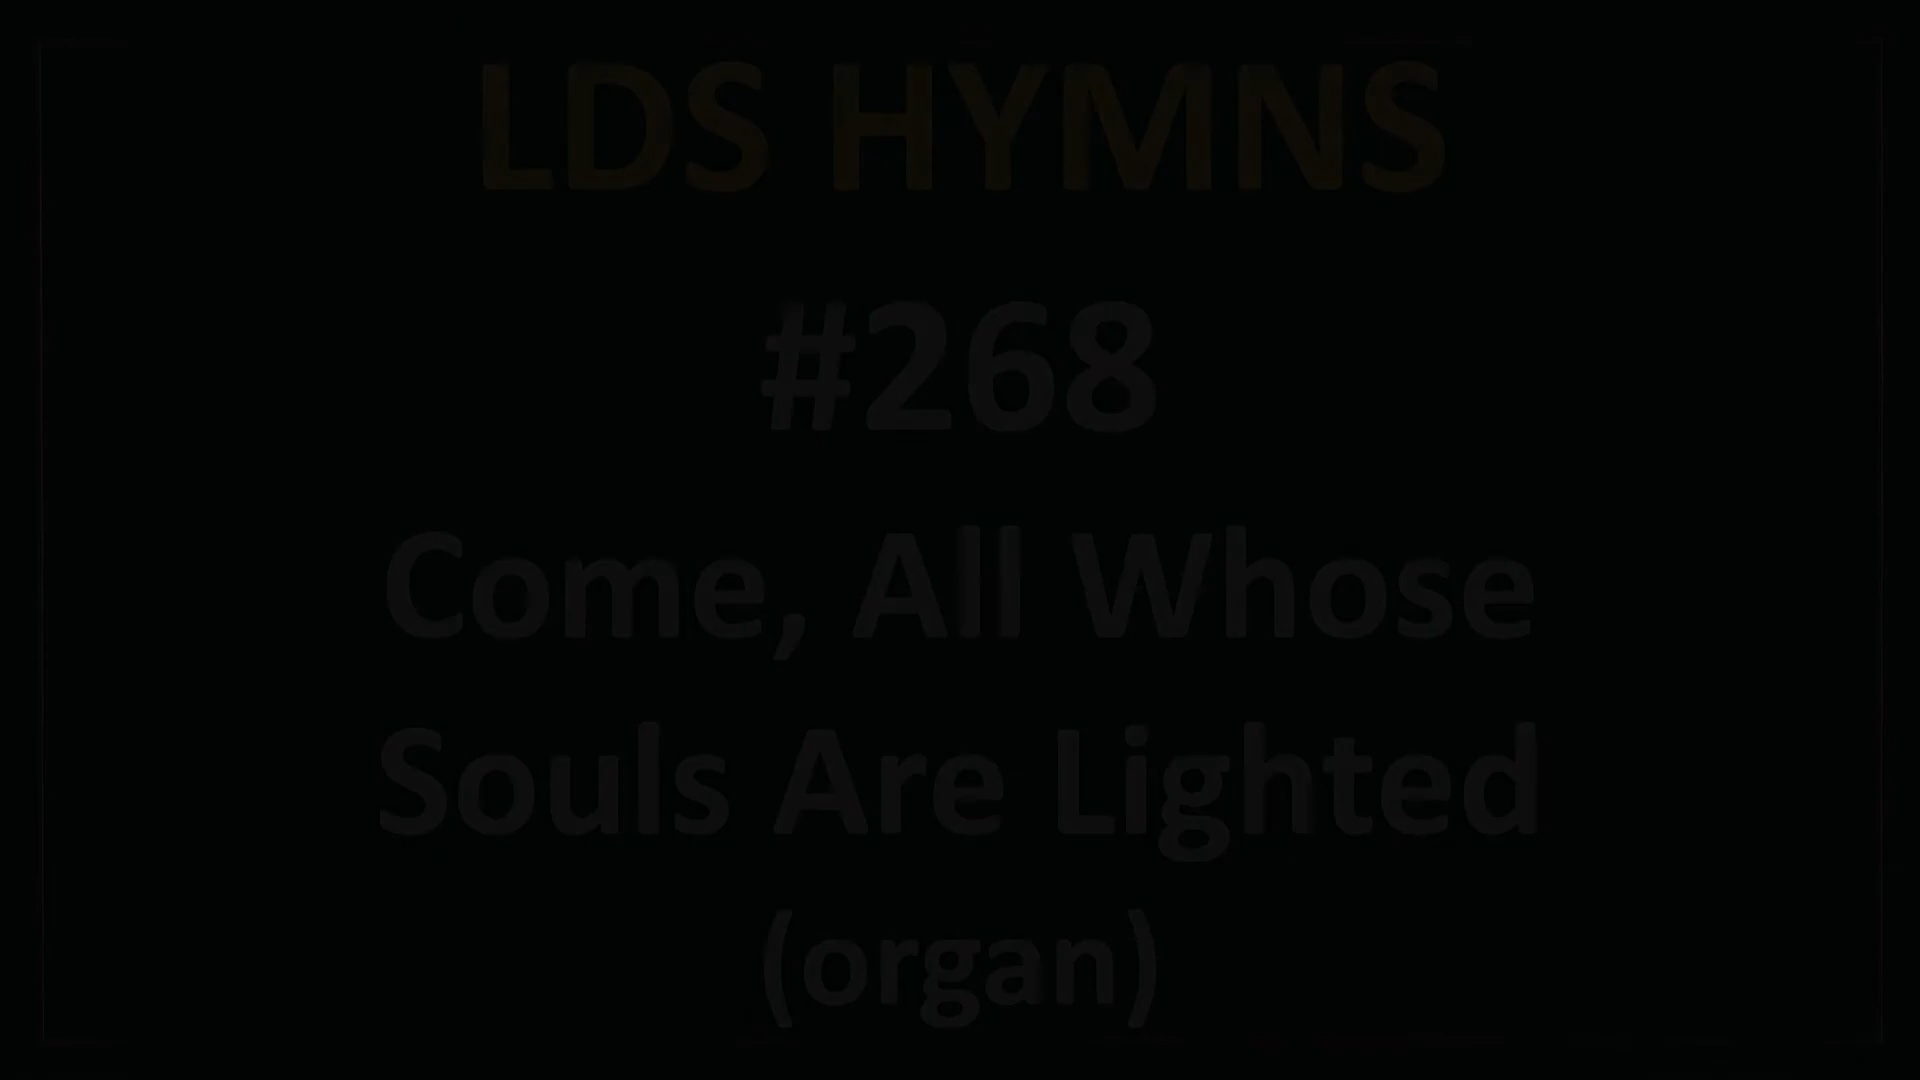 LDS HYMNS
#268
Come, All Whose
Souls Are Lighted
(organ)